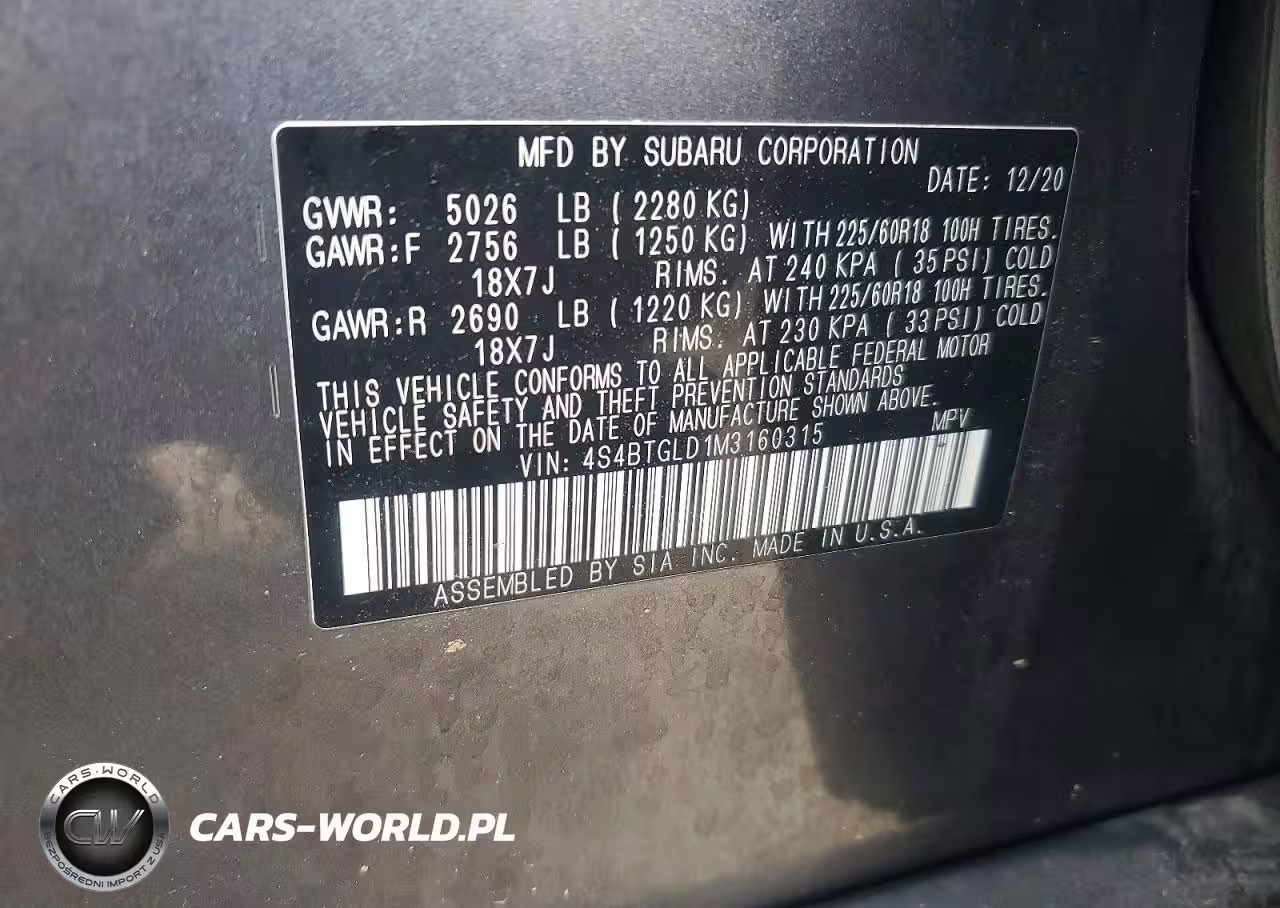 MFD BY SUBARU CORPORATION
DATE: 12/20
GVWR: 5026 LB ( 2280 KG)
GAWR:F 2756 LB ( 1250 KG) WITH 225/60R18 100H TIRES.
18X7J RIMS. AT 240 KPA ( 35 PSI) COLD
GAWR:R 2690 LB ( 1220 KG) WITH 225/60R18 100H TIRES.
18X7J RIMS. AT 230 KPA ( 33 PSI) COLD
THIS VEHICLE CONFORMS TO ALL APPLICABLE FEDERAL MOTOR
VEHICLE SAFETY AND THEFT PREVENTION STANDARDS
IN EFFECT ON THE DATE OF MANUFACTURE SHOWN ABOVE.
VIN: 4S4BTGLD1M3160315 MPV
ASSEMBLED BY SIA INC. MADE IN U.S.A.
CARS-WORLD
CW
BEZPOŚREDNI IMPORT Z USA
CARS-WORLD.PL